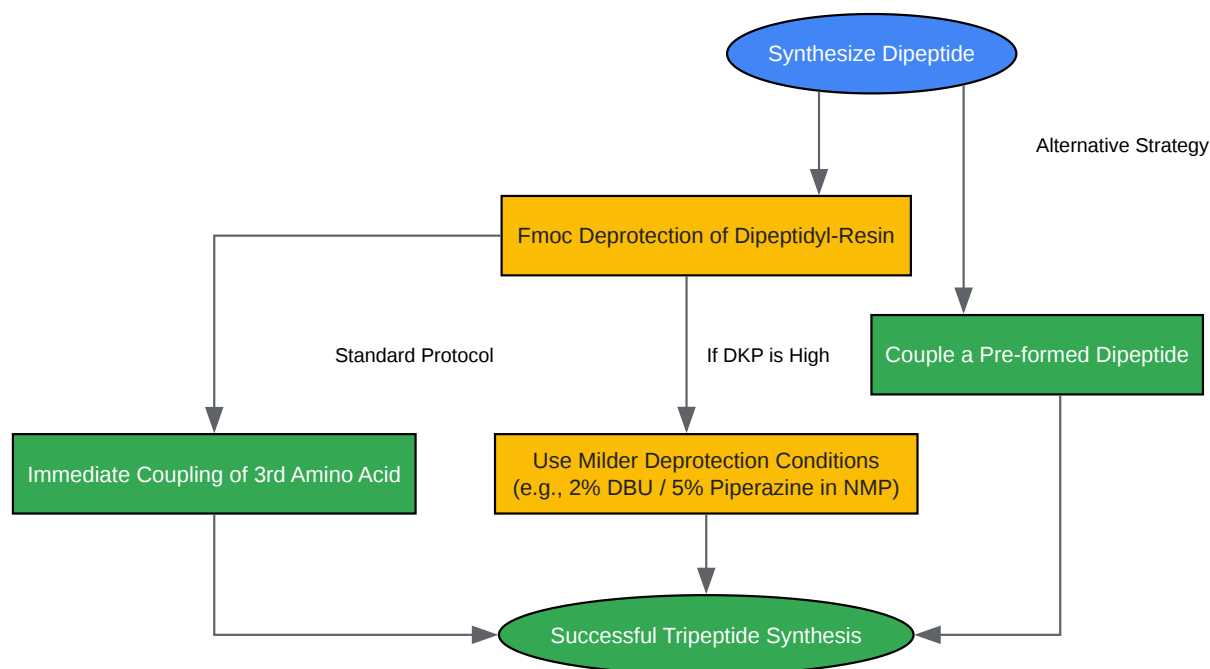 Synthesize Dipeptide
Alternative Strategy
Fmoc Deprotection of Dipeptidyl-Resin
Standard Protocol
If DKP is High
Couple a Pre-formed Dipeptide
Immediate Coupling of 3rd Amino Acid
Use Milder Deprotection Conditions
(e.g., 2% DBU / 5% Piperazine in NMP)
Successful Tripeptide Synthesis